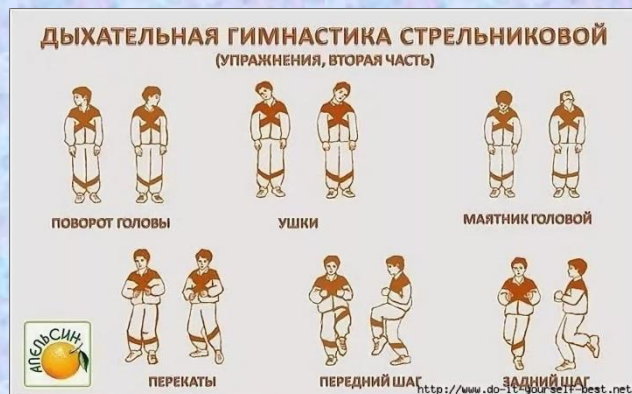 ДЫХАТЕЛЬНАЯ ГИМНАСТИКА СТРЕЛЬНИКОВОЙ
(УПРАЖНЕНИЯ, ВТОРАЯ ЧАСТЬ)
ПОВОРОТ ГОЛОВЫ
УШКИ
МАЯТНИК ГОЛОВОЙ
АПЕЛЬСИН
ПЕРЕКАТЫ
ПЕРЕДНИЙ ШАГ
ЗАДНИЙ ШАГ
http://www.do-it-yourself-best.net